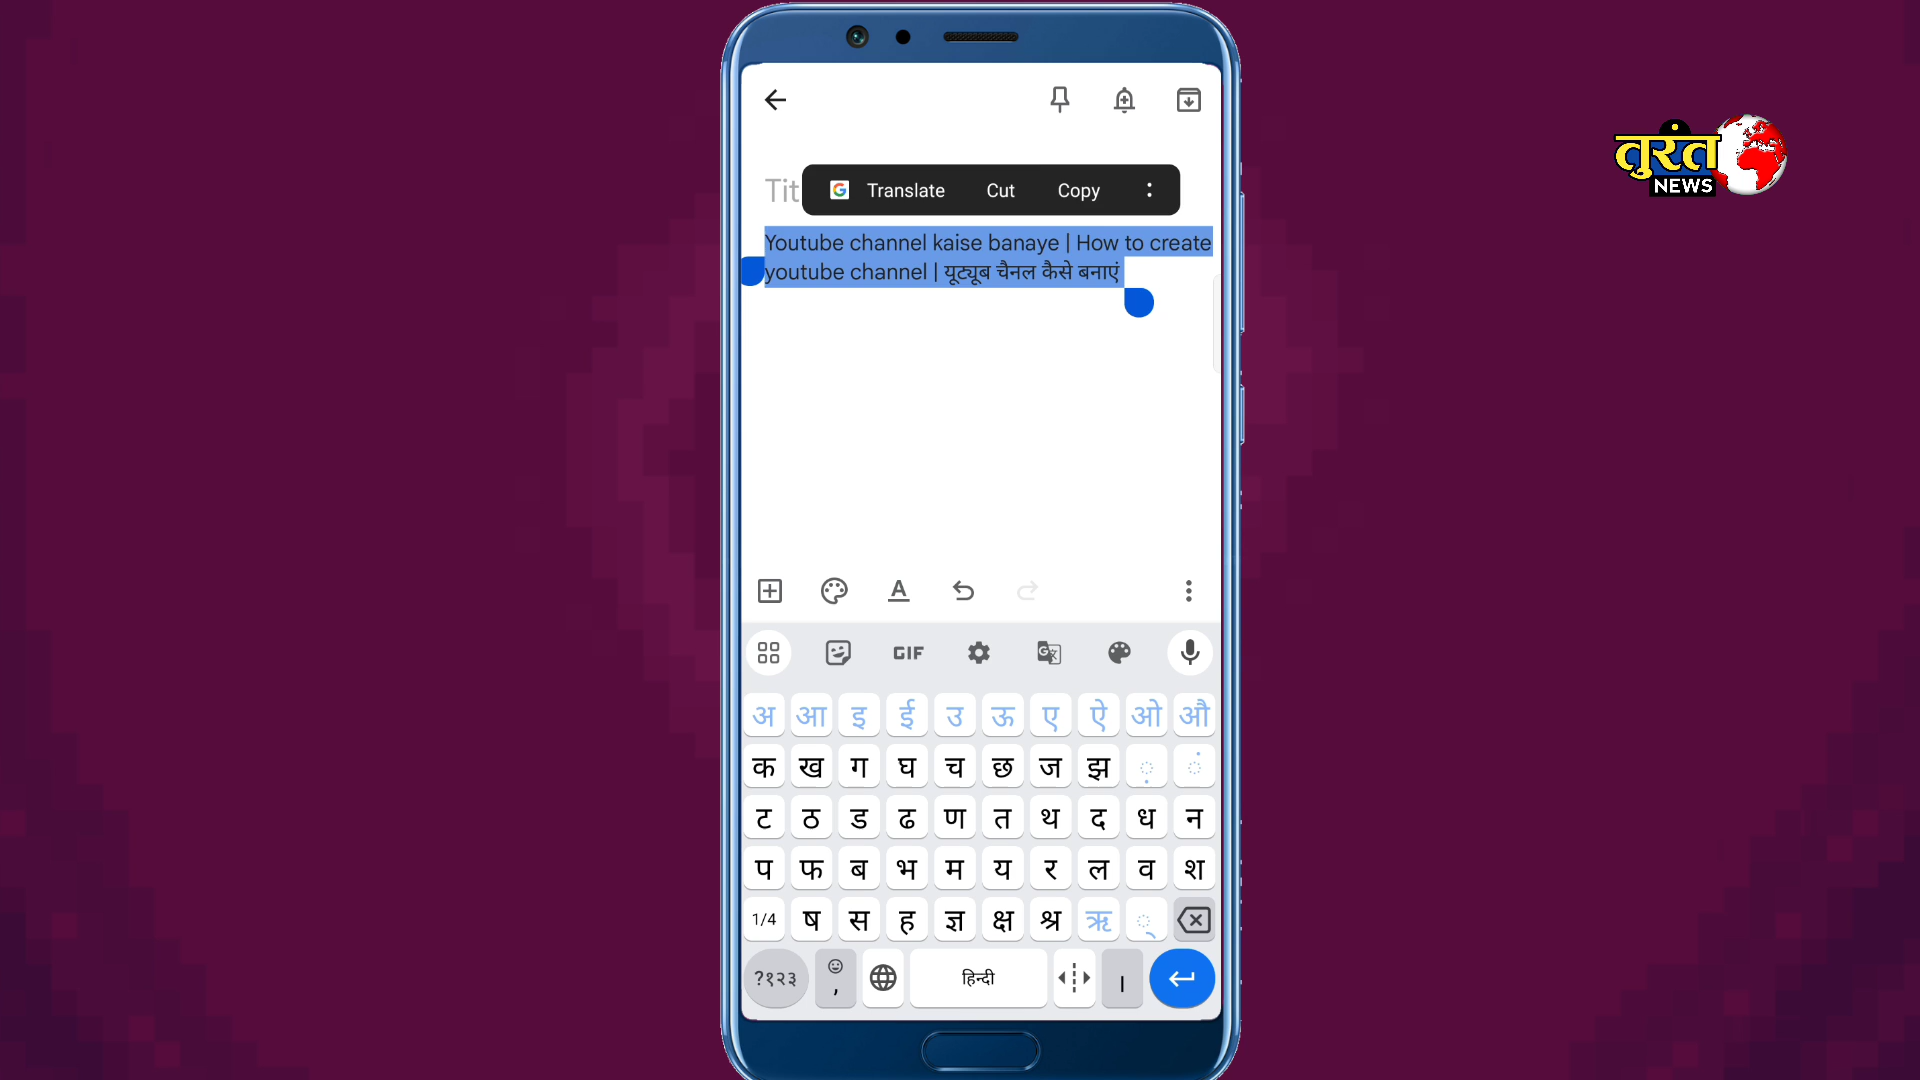 तुरंत
NEWS
Tit
Translate Cut Copy
Youtube channel kaise banaye | How to create
youtube channel | यूट्यूब चैनल कैसे बनाएं
GIF
अ आ इ ई उ ऊ ए ऐ ओ औ
क ख ग घ च छ ज झ ़ ं
ट ठ ड ढ ण त थ द ध न
प फ ब भ म य र ल व श
1/4 ष स ह ज्ञ क्ष श्र ऋ ्
?१२३ , हिन्दी ।